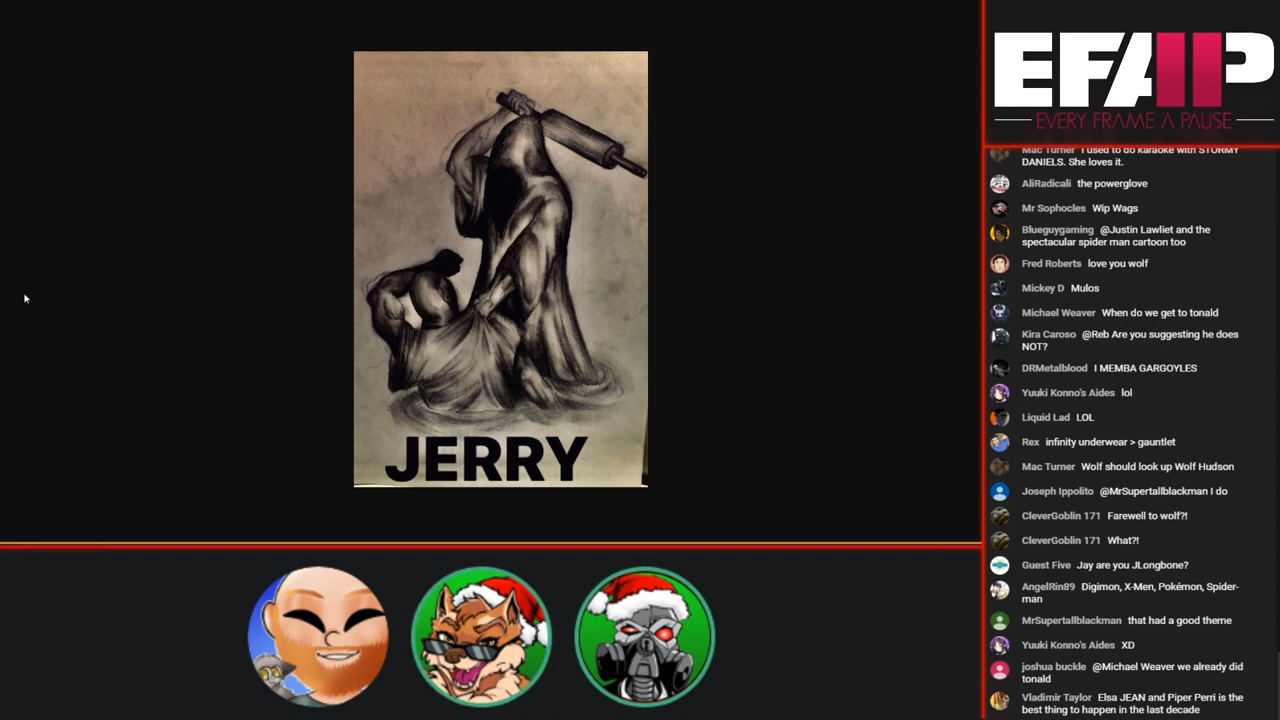 JERRY
EFAP
EVERY FRAME A PAUSE
Mac Turner I used to do karaoke with STORMY
DANIELS. She loves it.
AliRadicali the powerglove
Mr Sophocles Wip Wags
Blueguygaming @Justin Lawliet and the
spectacular spider man cartoon too
Fred Roberts love you wolf
Mickey D Mulos
Michael Weaver When do we get to tonald
Kira Caroso @Reb Are you suggesting he does
NOT?
DRMetalblood I MEMBA GARGOYLES
Yuuki Konno's Aides lol
Liquid Lad LOL
Rex infinity underwear > gauntlet
Mac Turner Wolf should look up Wolf Hudson
Joseph Ippolito @MrSupertallblackman I do
CleverGoblin 171 Farewell to wolf?!
CleverGoblin 171 What?!
Guest Five Jay are you JLongbone?
AngelRin89 Digimon, X-Men, Pokémon, Spider-
man
MrSupertallblackman that had a good theme
Yuuki Konno's Aides XD
joshua buckle @Michael Weaver we already did
tonald
Vladimir Taylor Elsa JEAN and Piper Perri is the
best thing to happen in the last decade